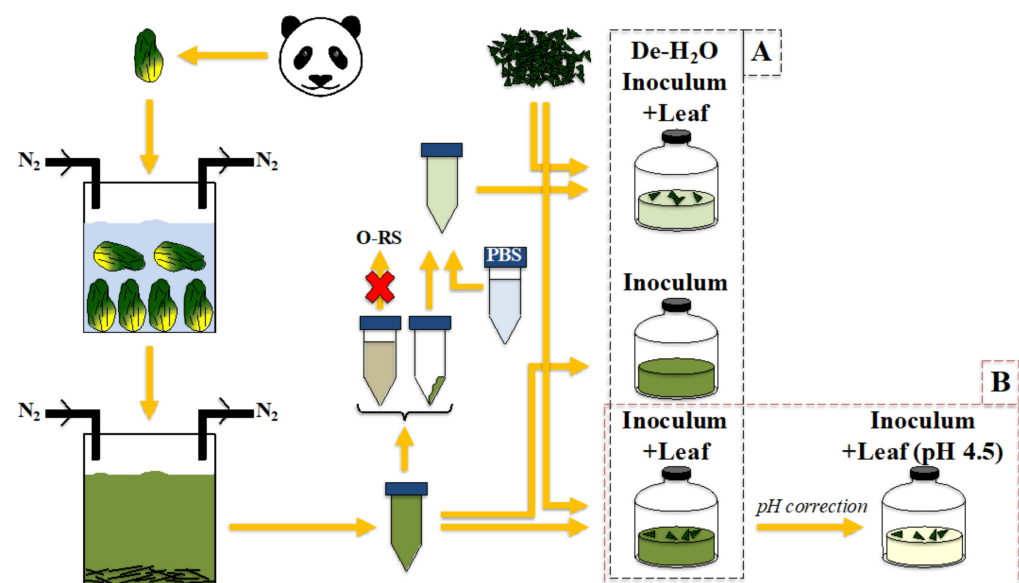 De-H₂O
Inoculum
+Leaf
A
N₂
N₂
O-RS
PBS
Inoculum
B
N₂
N₂
Inoculum
+Leaf
Inoculum
+Leaf (pH 4.5)
pH correction